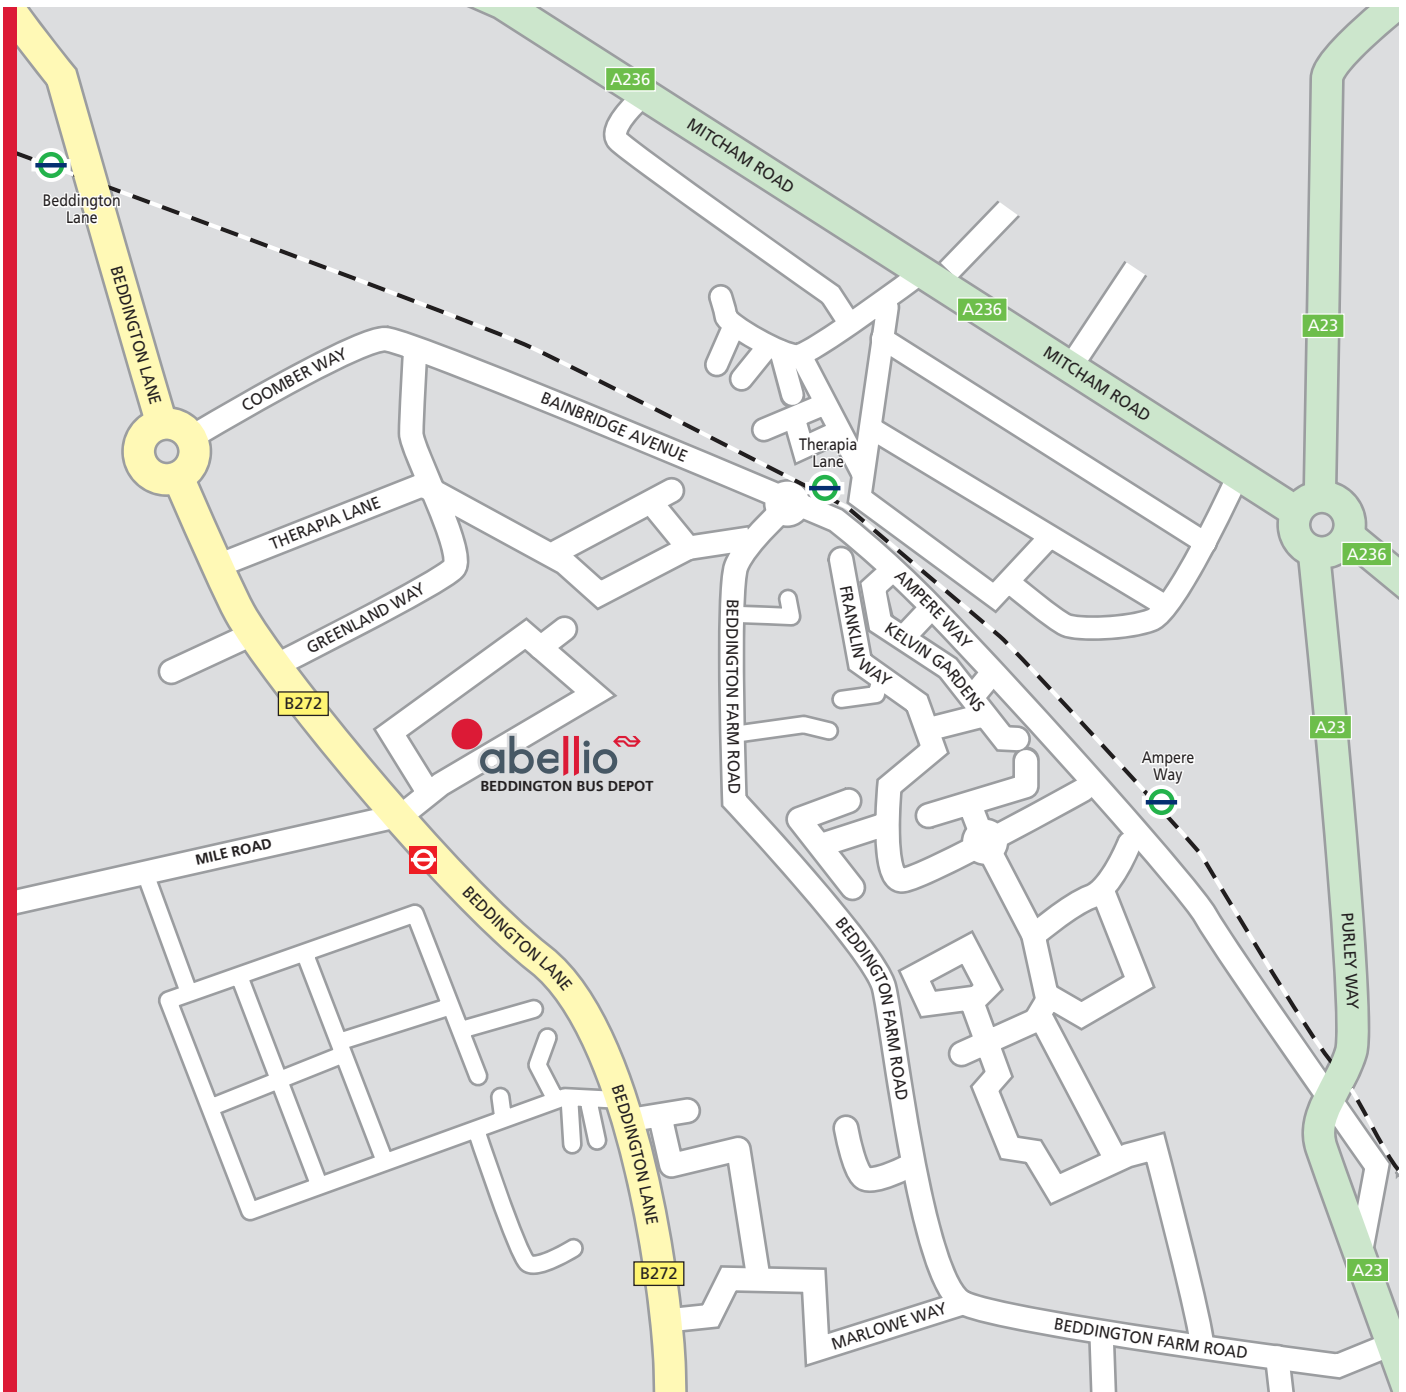 A236
MITCHAM ROAD
Beddington
Lane
BEDDINGTON LANE
A236
A23
MITCHAM ROAD
COOMBER WAY
BAINBRIDGE AVENUE
Therapia
Lane
THERAPIA LANE
A236
GREENLAND WAY
AMPERE WAY
FRANKLIN WAY
KELVIN GARDENS
BEDDINGTON FARM ROAD
B272
A23
abellio
BEDDINGTON BUS DEPOT
Ampere
Way
MILE ROAD
BEDDINGTON LANE
BEDDINGTON FARM ROAD
PURLEY WAY
BEDDINGTON LANE
B272
A23
MARLOWE WAY
BEDDINGTON FARM ROAD